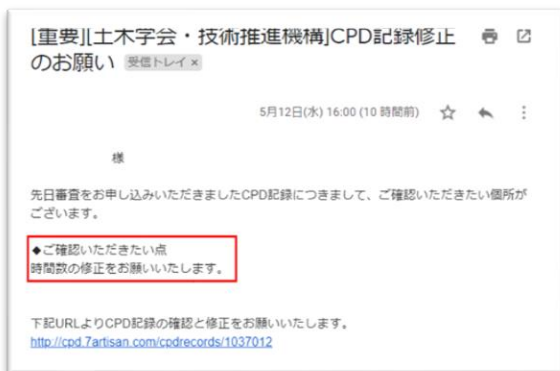 [重要][土木学会・技術推進機構]CPD記録修正
のお願い 受信トレイ ×
5月12日(水) 16:00 (10 時間前)
様
先日審査をお申し込みいただきましたCPD記録につきまして、ご確認いただきたい個所が
ございます。
◆ご確認いただきたい点
時間数の修正をお願いいたします。
下記URLよりCPD記録の確認と修正をお願いいたします。
http://cpd.7artisan.com/cpdrecords/1037012